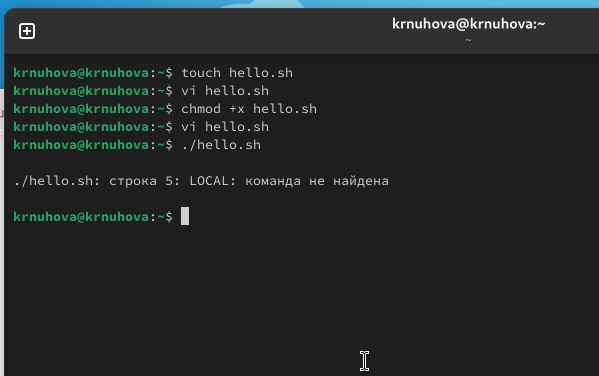 krnuhova@krnuhova:~
~
krnuhova@krnuhova:~$ touch hello.sh
krnuhova@krnuhova:~$ vi hello.sh
krnuhova@krnuhova:~$ chmod +x hello.sh
krnuhova@krnuhova:~$ vi hello.sh
krnuhova@krnuhova:~$ ./hello.sh
./hello.sh: строка 5: LOCAL: команда не найдена
krnuhova@krnuhova:~$